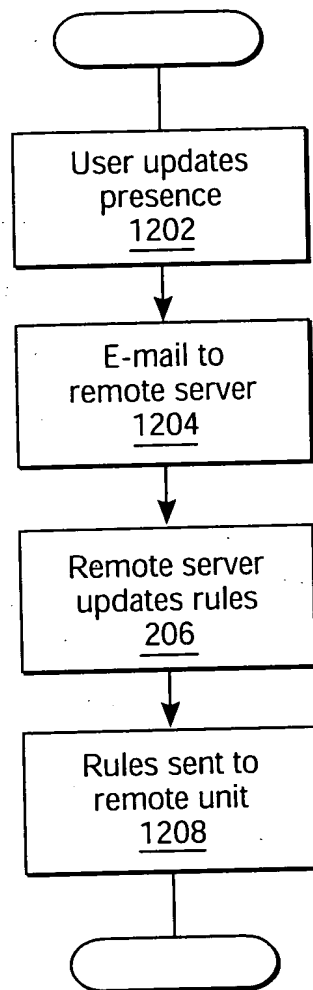 User updates
presence
1202
E-mail to
remote server
1204
Remote server
updates rules
206
Rules sent to
remote unit
1208